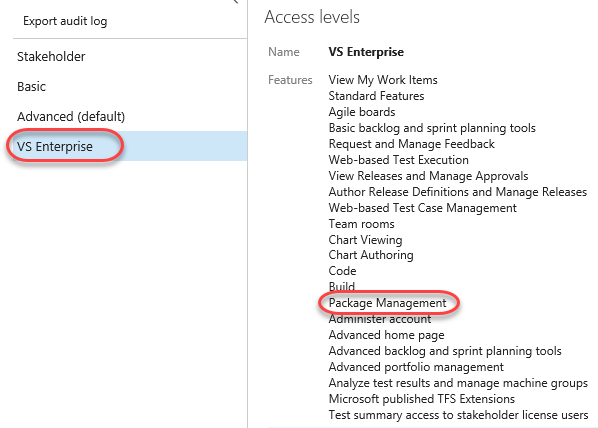 Export audit log
Stakeholder
Basic
Advanced (default)
VS Enterprise
Access levels
Name VS Enterprise
Features View My Work Items
Standard Features
Agile boards
Basic backlog and sprint planning tools
Request and Manage Feedback
Web-based Test Execution
View Releases and Manage Approvals
Author Release Definitions and Manage Releases
Web-based Test Case Management
Team rooms
Chart Viewing
Chart Authoring
Code
Build
Package Management
Administer account
Advanced home page
Advanced backlog and sprint planning tools
Advanced portfolio management
Analyze test results and manage machine groups
Microsoft published TFS Extensions
Test summary access to stakeholder license users